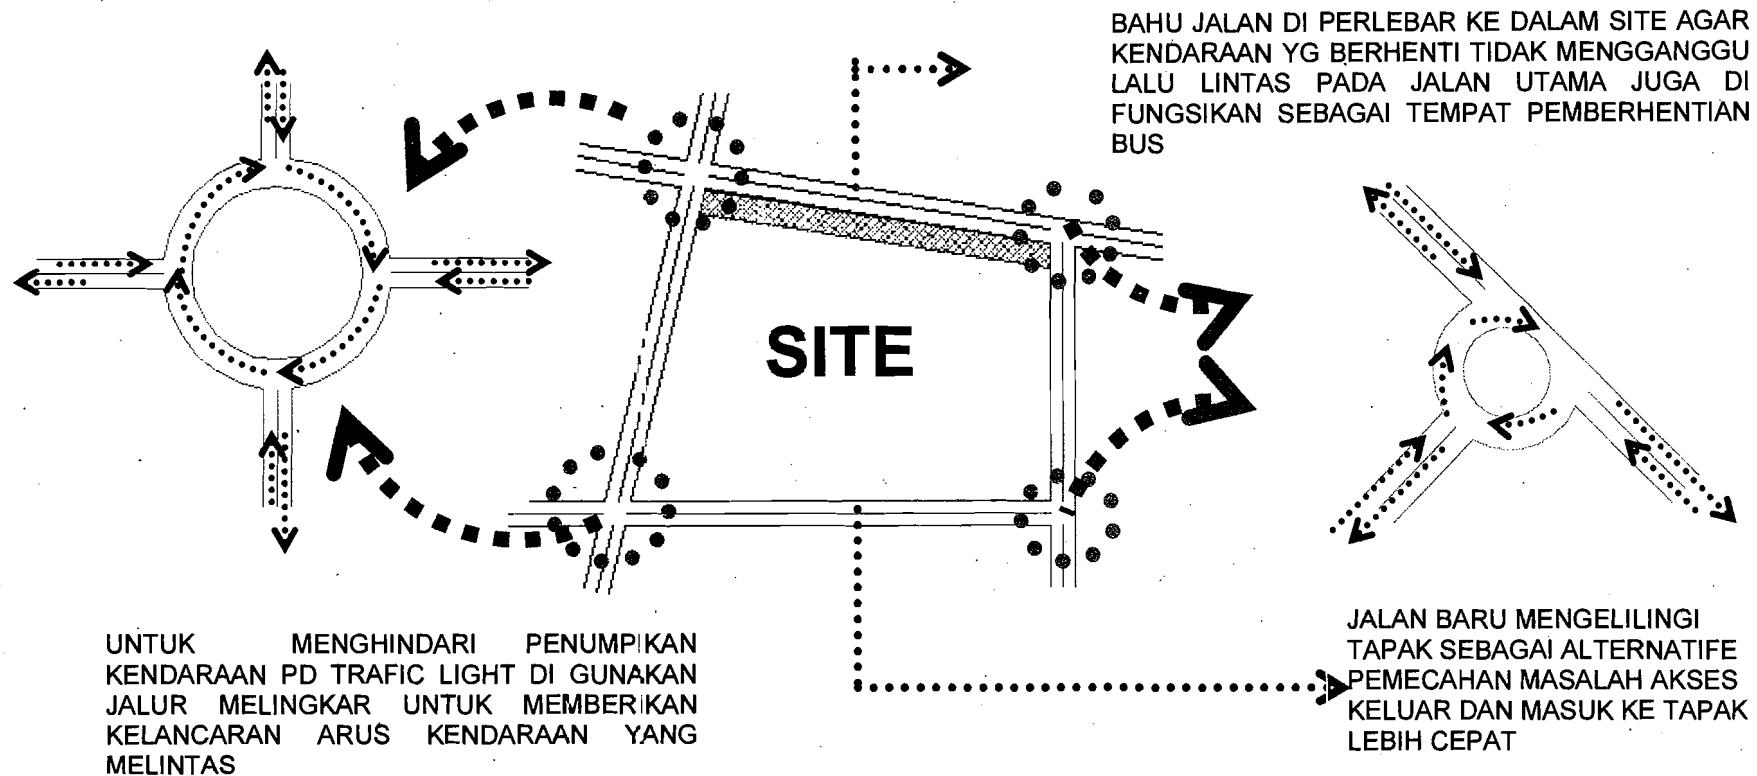 BAHU JALAN DI PERLEBAR KE DALAM SITE AGAR
KENDARAAN YG BERHENTI TIDAK MENGGANGGU
LALU LINTAS PADA JALAN UTAMA JUGA DI
FUNGSIKAN SEBAGAI TEMPAT PEMBERHENTIAN
BUS
SITE
UNTUK MENGHINDARI PENUMPIKAN
KENDARAAN PD TRAFIC LIGHT DI GUNAKAN
JALUR MELINGKAR UNTUK MEMBERIKAN
KELANCARAN ARUS KENDARAAN YANG
MELINTAS
JALAN BARU MENGELILINGI
TAPAK SEBAGAI ALTERNATIFE
PEMECAHAN MASALAH AKSES
KELUAR DAN MASUK KE TAPAK
LEBIH CEPAT